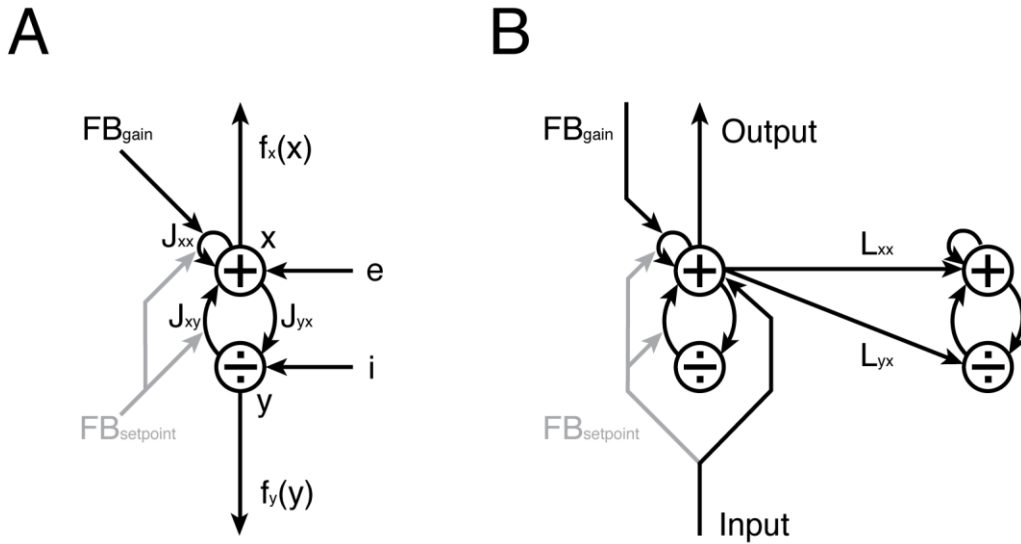 A
FBgain
fx(x)
Jxx
x
+
e
Jxy
Jyx
÷
i
y
FBsetpoint
fy(y)
B
FBgain
Output
+
Lxx
+
÷
Lyx
÷
FBsetpoint
Input